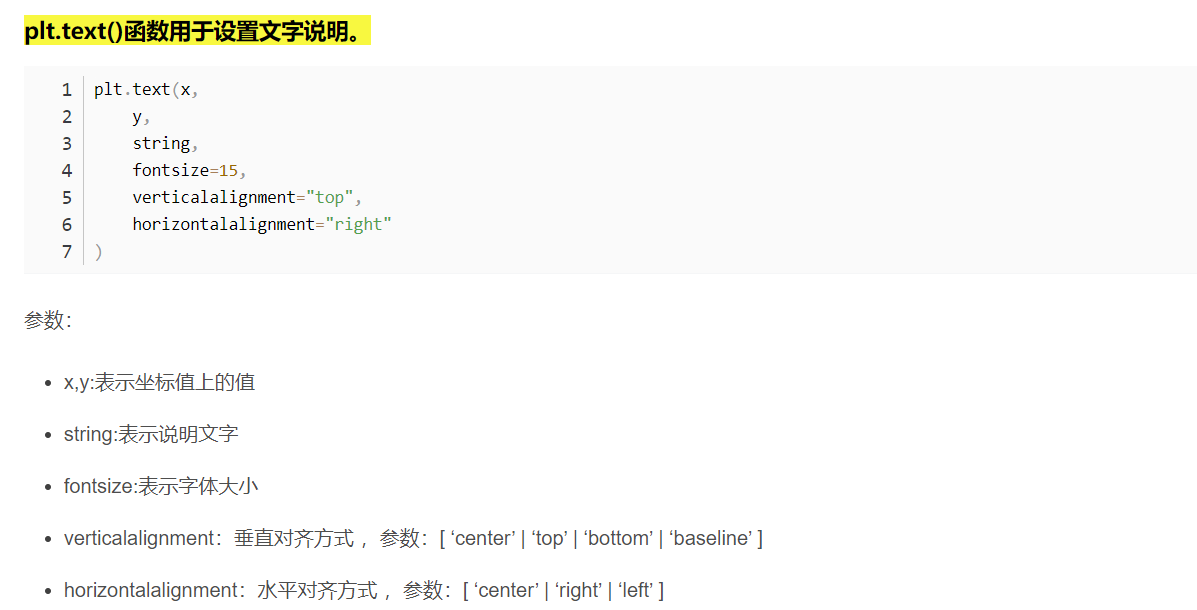 plt.text()函数用于设置文字说明。
1 plt.text(x,
2 y,
3 string,
4 fontsize=15,
5 verticalalignment="top",
6 horizontalalignment="right"
7 )
参数：
• x,y:表示坐标值上的值
• string:表示说明文字
• fontsize:表示字体大小
• verticalalignment：垂直对齐方式 ，参数：[ ‘center’ | ‘top’ | ‘bottom’ | ‘baseline’ ]
• horizontalalignment：水平对齐方式 ，参数：[ ‘center’ | ‘right’ | ‘left’ ]